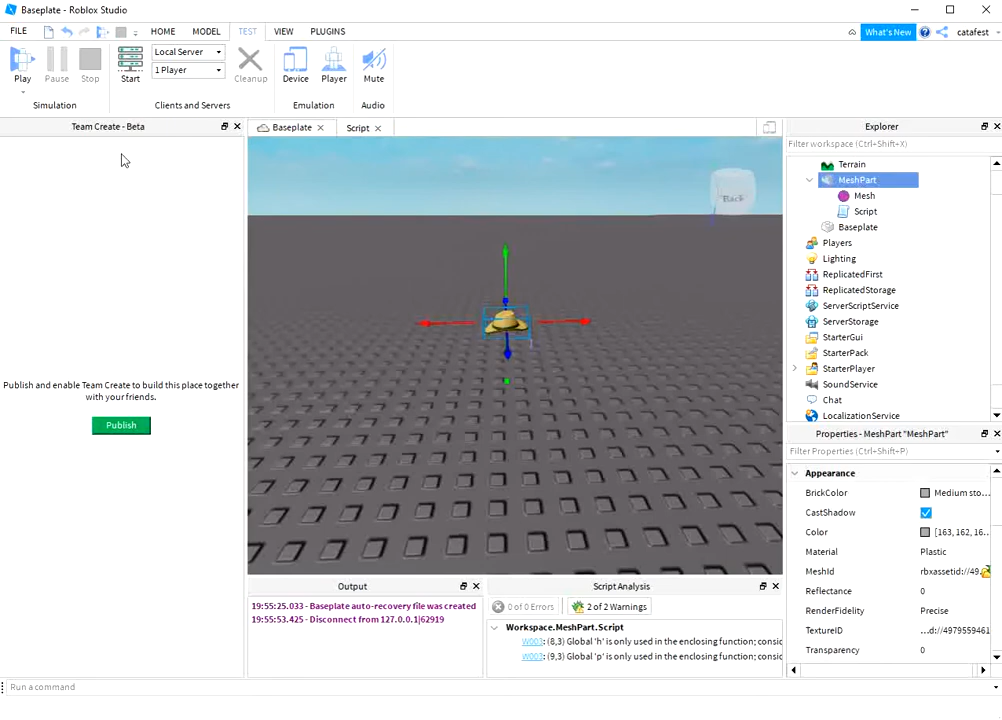 Baseplate - Roblox Studio
FILE HOME MODEL TEST VIEW PLUGINS What's New catafest
Play Pause Stop Start Local Server 1 Player Cleanup Device Player Mute
Simulation Clients and Servers Emulation Audio
Team Create - Beta
Publish and enable Team Create to build this place together
with your friends.
Publish
Baseplate Script
Back
Explorer
Filter workspace (Ctrl+Shift+X)
Terrain
MeshPart
Mesh
Script
Baseplate
Players
Lighting
ReplicatedFirst
ReplicatedStorage
ServerScriptService
ServerStorage
StarterGui
StarterPack
StarterPlayer
SoundService
Chat
LocalizationService
Properties - MeshPart "MeshPart"
Filter Properties (Ctrl+Shift+P)
Appearance
BrickColor Medium sto...
CastShadow
Color [163, 162, 16...
Material Plastic
MeshId rbxassetid://49...
Reflectance 0
RenderFidelity Precise
TextureID ...d://4979559461
Transparency 0
Output
19:55:25.033 - Baseplate auto-recovery file was created
19:55:53.425 - Disconnect from 127.0.0.1|62919
Script Analysis
0 of 0 Errors 2 of 2 Warnings
Workspace.MeshPart.Script
W003: (8,3) Global 'h' is only used in the enclosing function; consid
W003: (9,3) Global 'p' is only used in the enclosing function; consid
Run a command